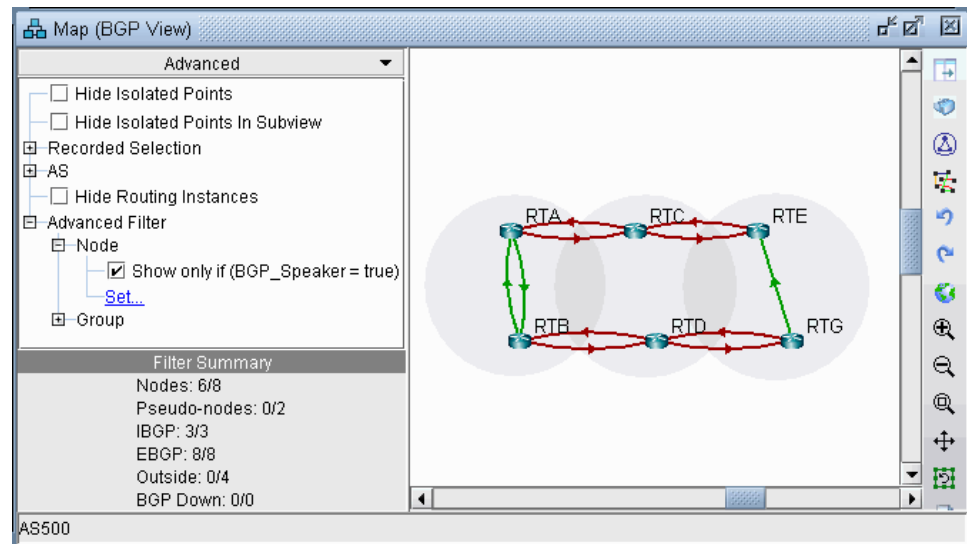 Map (BGP View)
Advanced
Hide Isolated Points
Hide Isolated Points In Subview
Recorded Selection
AS
Hide Routing Instances
Advanced Filter
Node
Show only if (BGP_Speaker = true)
Set...
Group
Filter Summary
Nodes: 6/8
Pseudo-nodes: 0/2
IBGP: 3/3
EBGP: 8/8
Outside: 0/4
BGP Down: 0/0
RTA
RTC
RTE
RTB
RTD
RTG
AS500